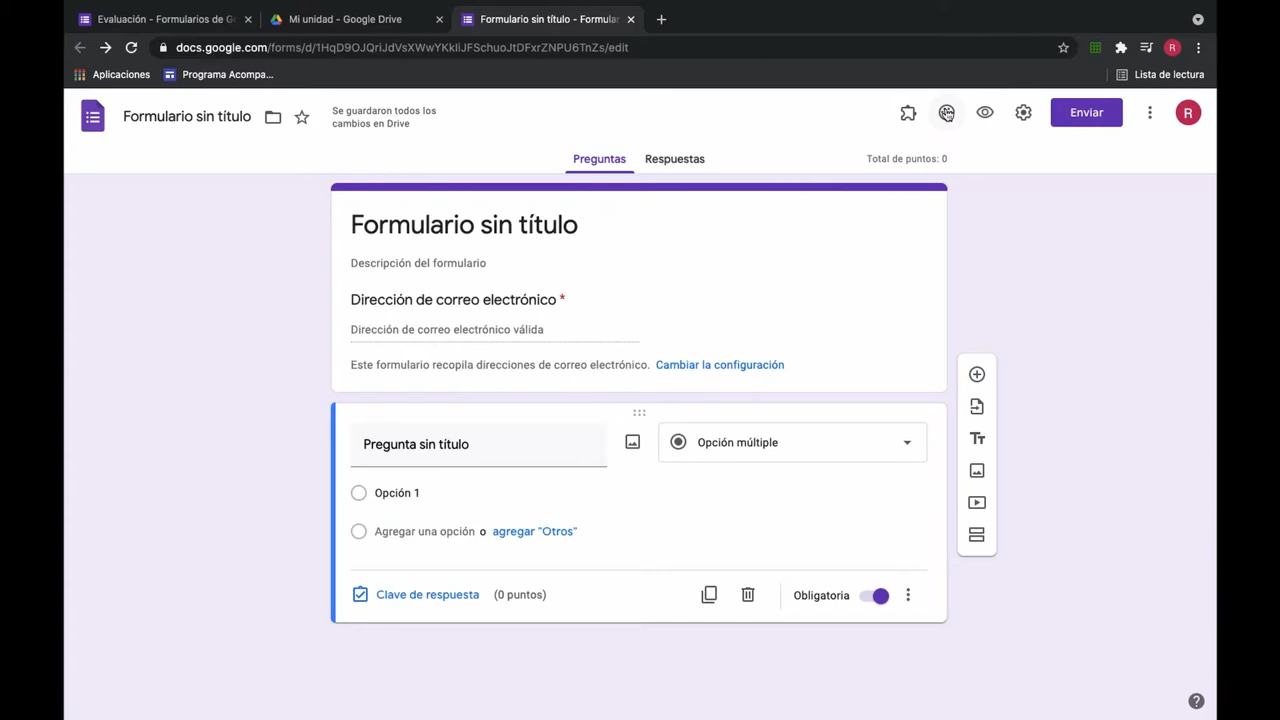 Evaluación - Formularios de Go
Mi unidad - Google Drive
Formulario sin título - Formular
docs.google.com/forms/d/1HqD9OJQriJdVsXWwYKkIiJFSchuoJtDFxrZNPU6TnZs/edit
Aplicaciones
Programa Acompa...
Lista de lectura
Formulario sin título
Se guardaron todos los
cambios en Drive
Enviar
R
Preguntas
Respuestas
Total de puntos: 0
Formulario sin título
Descripción del formulario
Dirección de correo electrónico *
Dirección de correo electrónico válida
Este formulario recopila direcciones de correo electrónico. Cambiar la configuración
Pregunta sin título
Opción múltiple
Opción 1
Agregar una opción o agregar "Otros"
Clave de respuesta (0 puntos)
Obligatoria